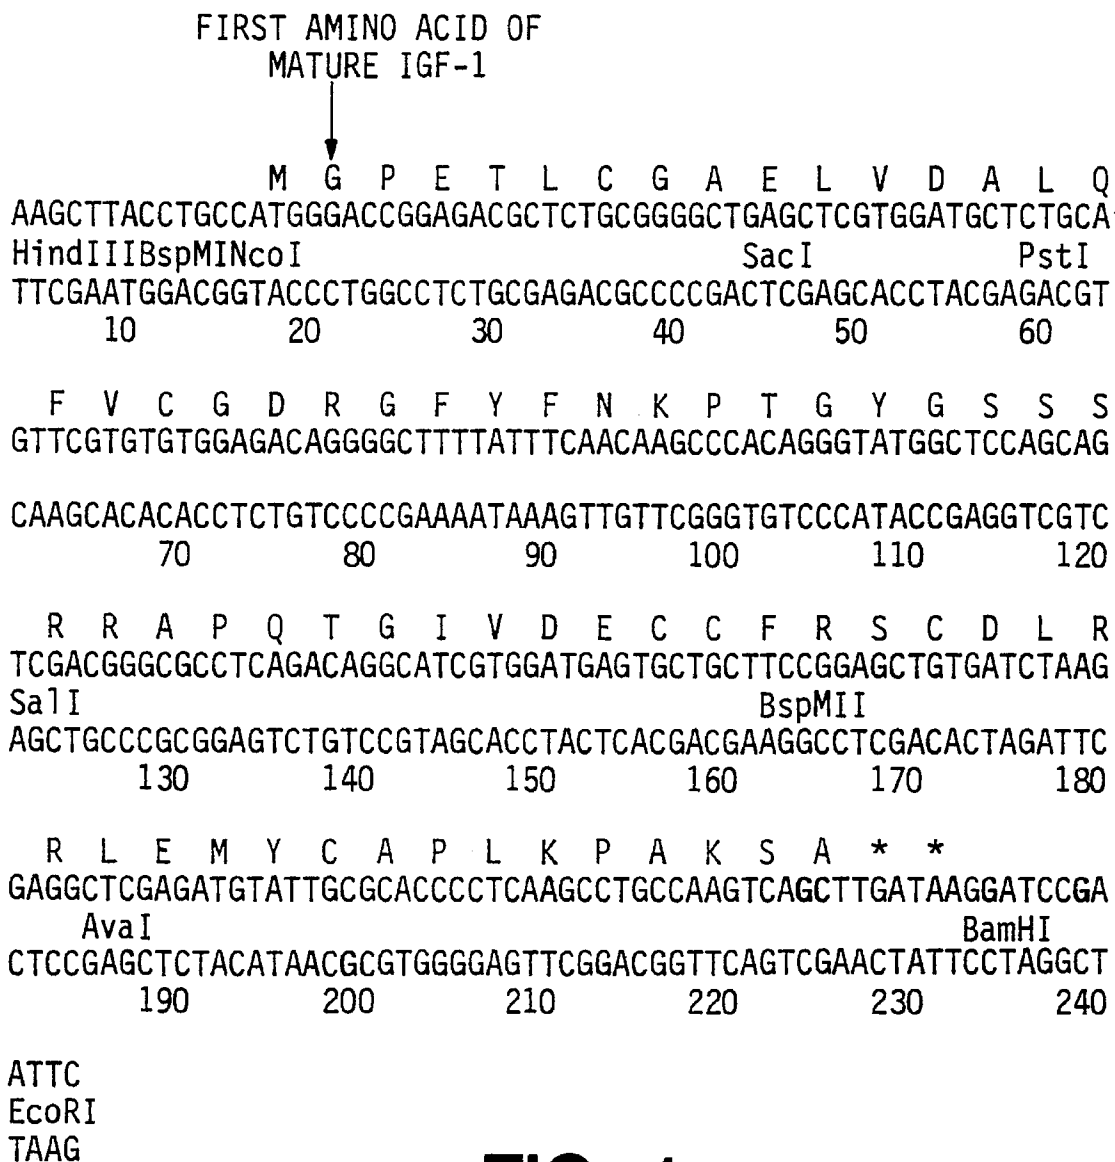 FIRST AMINO ACID OF
MATURE IGF-1
M G P E T L C G A E L V D A L Q
AAGCTTACCTGCCATGGGACCGGAGACGCTCTGCGGGGCTGAGCTCGTGGATGCTCTGCA
HindIIIBspMINcoI SacI PstI
TTCGAATGGACGGTACCCTGGCCTCTGCGAGACGCCCCGACTCGAGCACCTACGAGACGT
10 20 30 40 50 60
F V C G D R G F Y F N K P T G Y G S S S
GTTCGTGTGTGGAGACAGGGGCTTTTATTTCAACAAGCCCACAGGGTATGGCTCCAGCAG
CAAGCACACACCTCTGTCCCCGAAAATAAAGTTGTTCGGGTGTCCCATACCGAGGTCGTC
70 80 90 100 110 120
R R A P Q T G I V D E C C F R S C D L R
TCGACGGGCGCCTCAGACAGGCATCGTGGATGAGTGCTGCTTCCGGAGCTGTGATCTAAG
SalI BspMII
AGCTGCCCGCGGAGTCTGTCCGTAGCACCTACTCACGACGAAGGCCTCGACACTAGATTC
130 140 150 160 170 180
R L E M Y C A P L K P A K S A * *
GAGGCTCGAGATGTATTGCGCACCCCTCAAGCCTGCCAAGTCAGCTTGATAAGGATCCGA
AvaI BamHI
CTCCGAGCTCTACATAACGCGTGGGGAGTTCGGACGGTTCAGTCGAACTATTCCTAGGCT
190 200 210 220 230 240
ATTC
EcoRI
TAAG